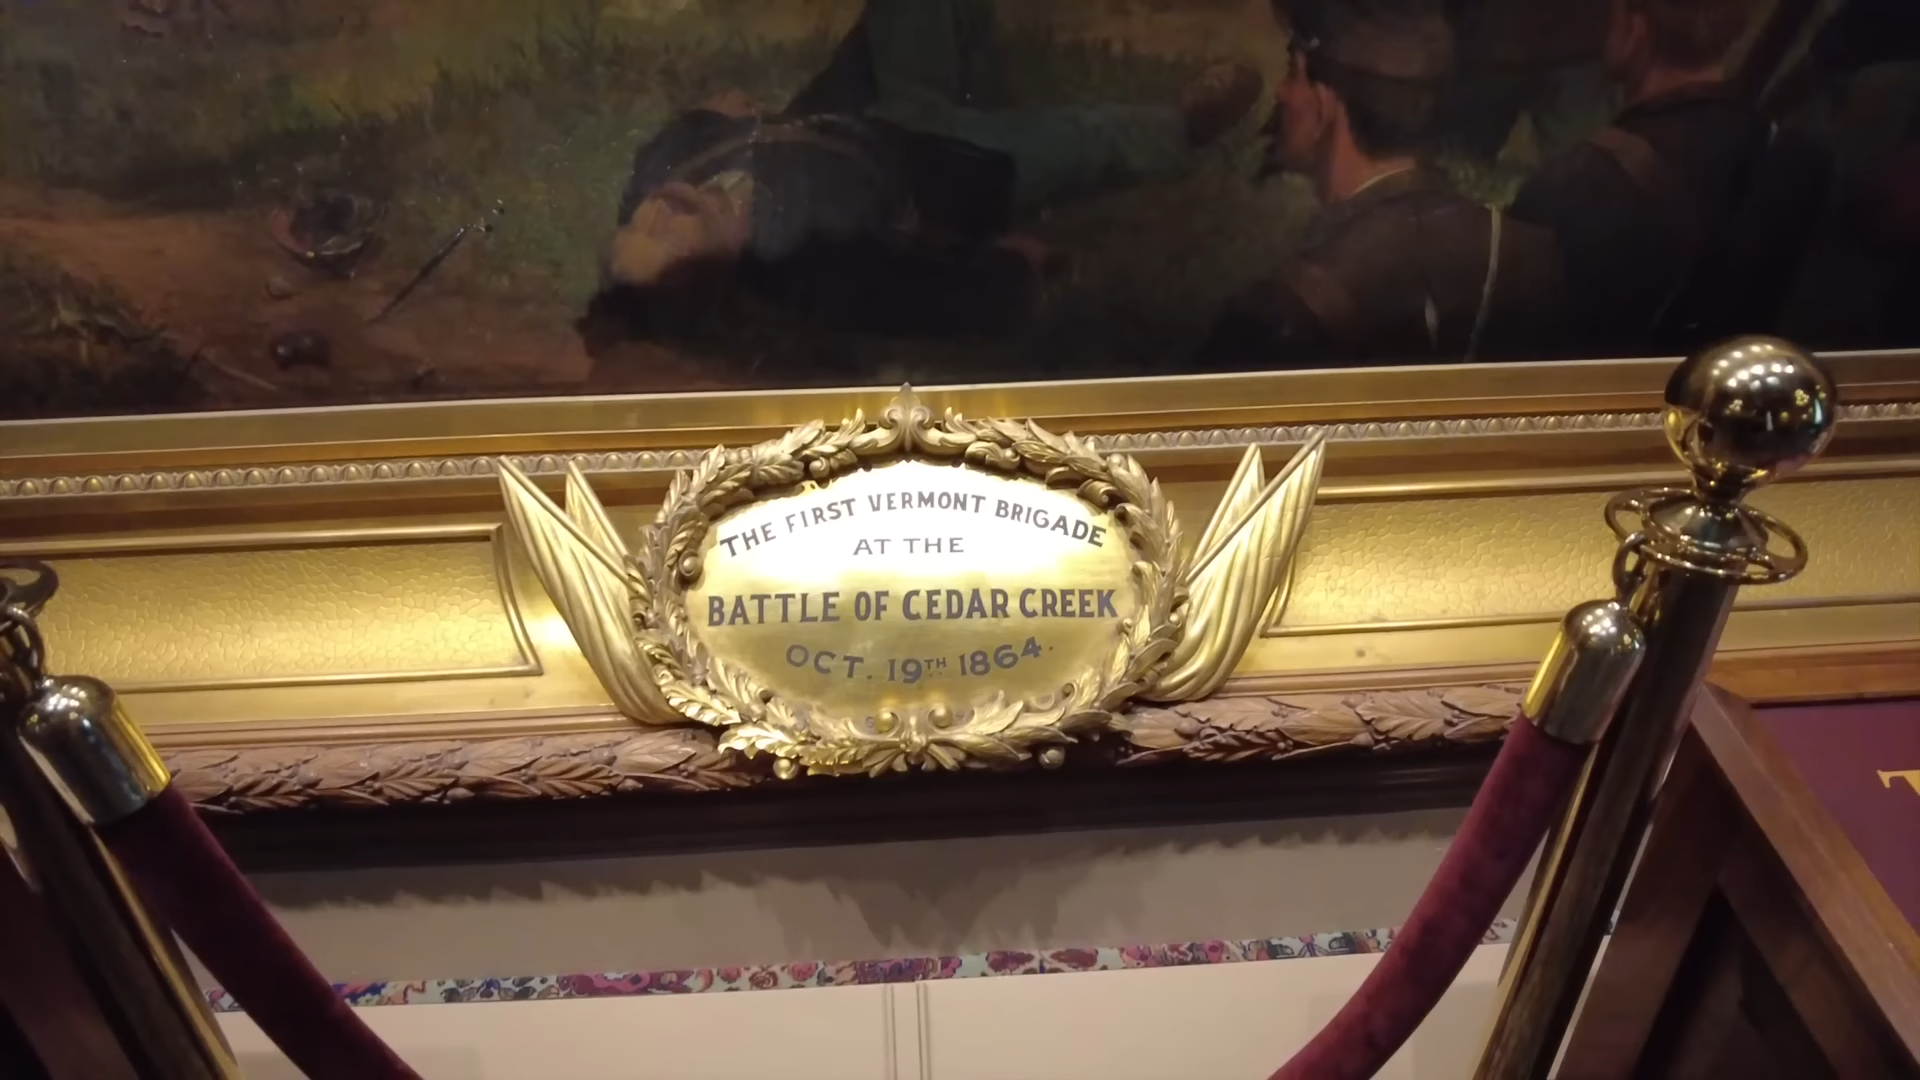 THE FIRST VERMONT BRIGADE
AT THE
BATTLE OF CEDAR CREEK
OCT. 19TH 1864.